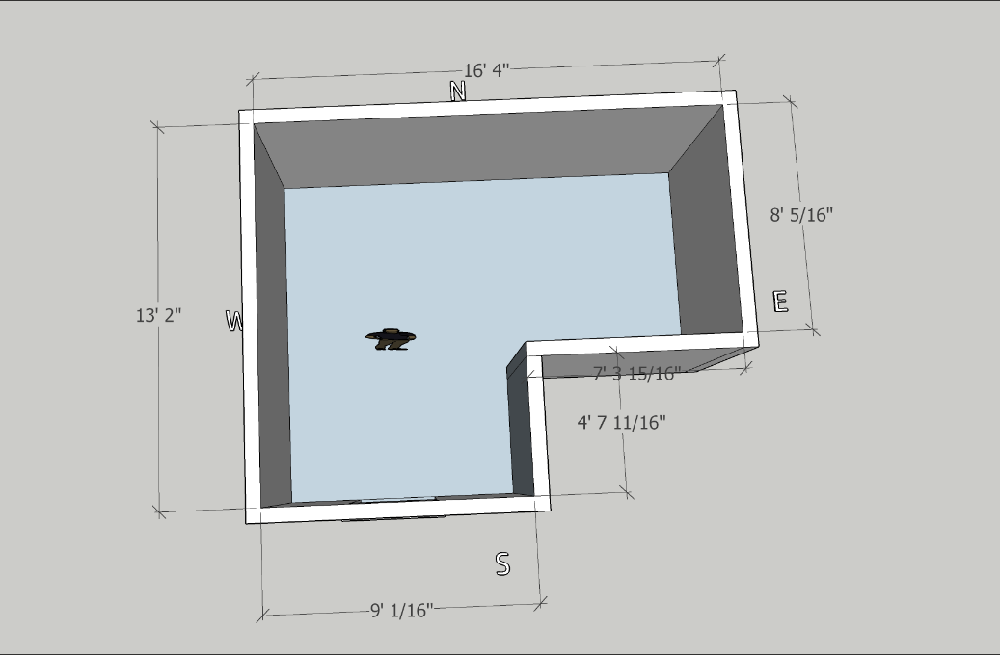 16' 4"
N
8' 5/16"
E
13' 2"
W
7' 3 15/16"
4' 7 11/16"
S
9' 1/16"